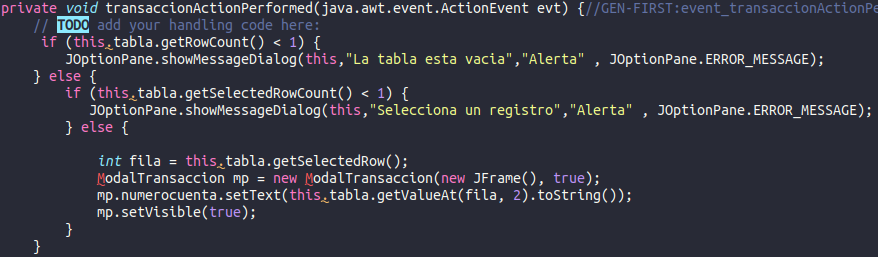 private void transaccionActionPerformed(java.awt.event.ActionEvent evt) {//GEN-FIRST:event_transaccionActionPe
// TODO add your handling code here:
if (this.tabla.getRowCount() < 1) {
JOptionPane.showMessageDialog(this,"La tabla esta vacia","Alerta" , JOptionPane.ERROR_MESSAGE);
} else {
if (this.tabla.getSelectedRowCount() < 1) {
JOptionPane.showMessageDialog(this,"Selecciona un registro","Alerta" , JOptionPane.ERROR_MESSAGE);
} else {
int fila = this.tabla.getSelectedRow();
ModalTransaccion mp = new ModalTransaccion(new JFrame(), true);
mp.numerocuenta.setText(this.tabla.getValueAt(fila, 2).toString());
mp.setVisible(true);
}
}